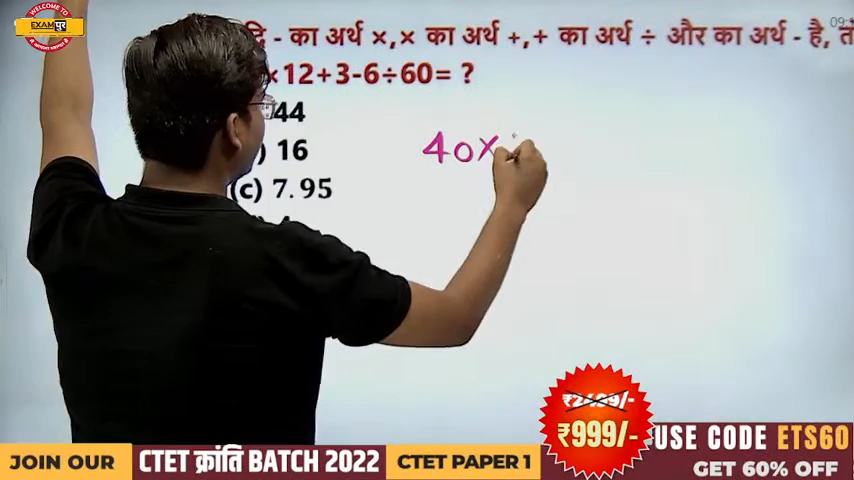 WELCOME TO
EXAMपुर
09:
दि - का अर्थ ×,× का अर्थ +,+ का अर्थ ÷ और का अर्थ - है, त
×12+3-6÷60= ?
44
) 16
(c) 7.95
40×
₹2499/-
₹999/-
USE CODE ETS60
GET 60% OFF
JOIN OUR CTET क्रांति BATCH 2022 CTET PAPER 1